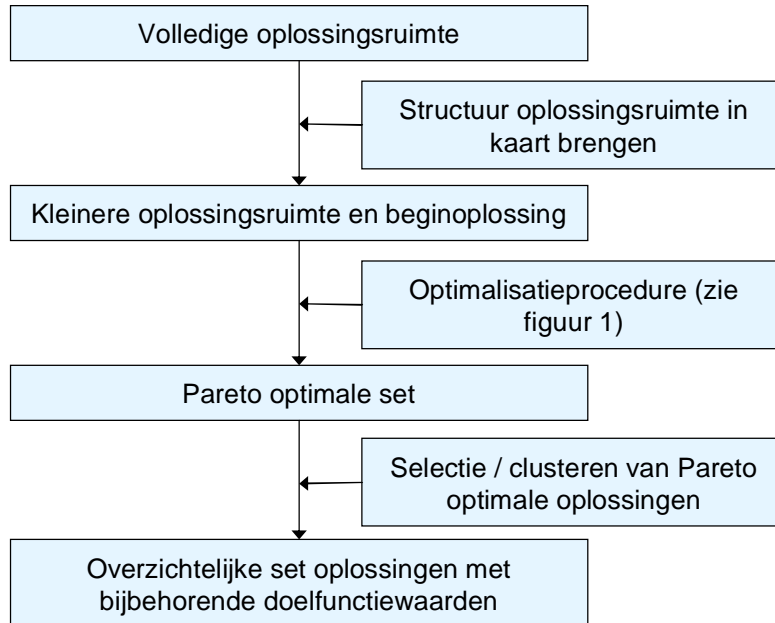 Volledige oplossingsruimte
Structuur oplossingsruimte in
kaart brengen
Kleinere oplossingsruimte en beginoplossing
Optimalisatieprocedure (zie
figuur 1)
Pareto optimale set
Selectie / clusteren van Pareto
optimale oplossingen
Overzichtelijke set oplossingen met
bijbehorende doelfunctiewaarden